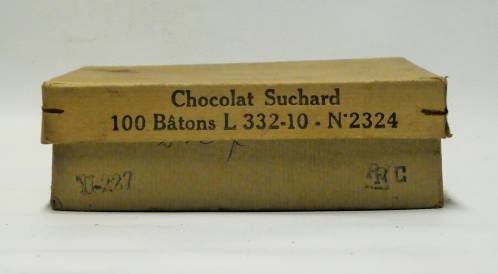 Chocolat Suchard
100 Bâtons L 332-10 - N°2324